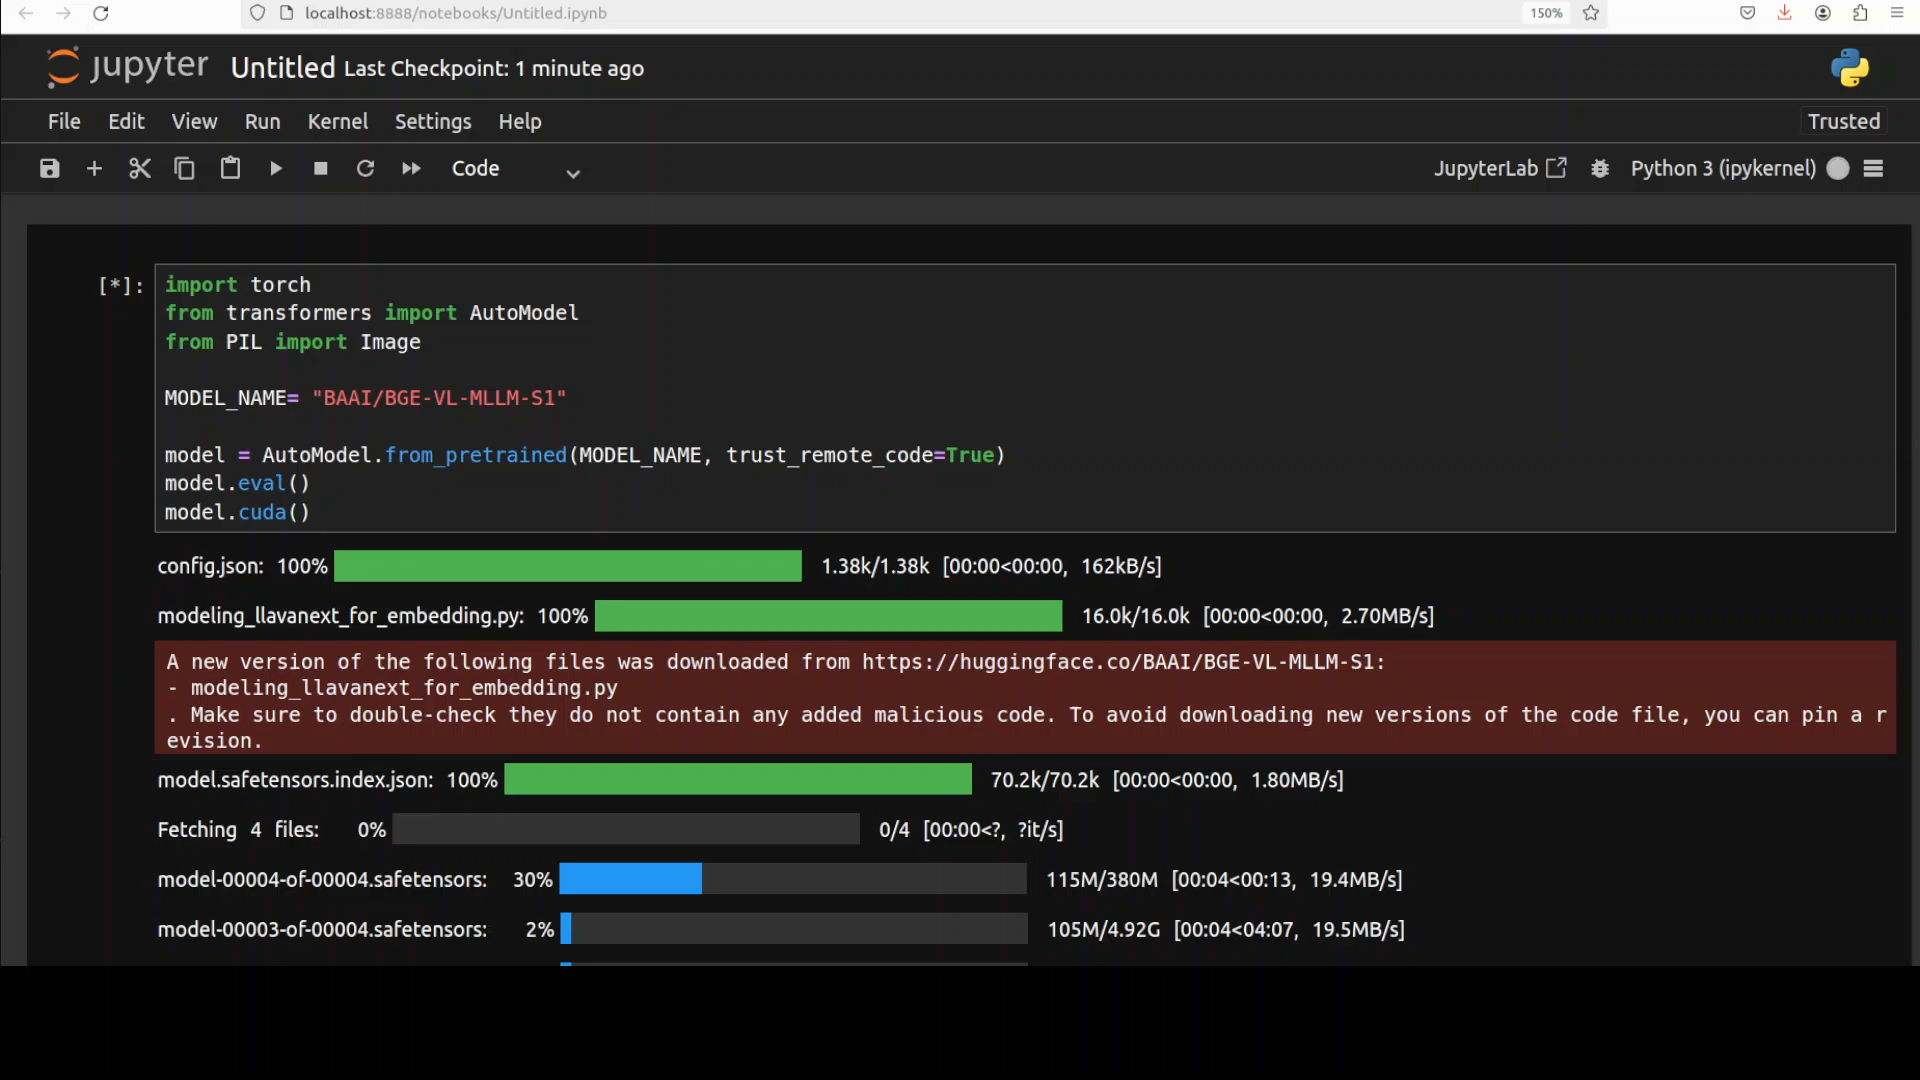 localhost:8888/notebooks/Untitled.ipynb 150%
jupyter Untitled Last Checkpoint: 1 minute ago
File Edit View Run Kernel Settings Help Trusted
Code JupyterLab Python 3 (ipykernel)
[*]: import torch
from transformers import AutoModel
from PIL import Image
MODEL_NAME= "BAAI/BGE-VL-MLLM-S1"
model = AutoModel.from_pretrained(MODEL_NAME, trust_remote_code=True)
model.eval()
model.cuda()
config.json: 100% 1.38k/1.38k [00:00<00:00, 162kB/s]
modeling_llavanext_for_embedding.py: 100% 16.0k/16.0k [00:00<00:00, 2.70MB/s]
A new version of the following files was downloaded from https://huggingface.co/BAAI/BGE-VL-MLLM-S1:
- modeling_llavanext_for_embedding.py
. Make sure to double-check they do not contain any added malicious code. To avoid downloading new versions of the code file, you can pin a r
evision.
model.safetensors.index.json: 100% 70.2k/70.2k [00:00<00:00, 1.80MB/s]
Fetching 4 files: 0% 0/4 [00:00<?, ?it/s]
model-00004-of-00004.safetensors: 30% 115M/380M [00:04<00:13, 19.4MB/s]
model-00003-of-00004.safetensors: 2% 105M/4.92G [00:04<04:07, 19.5MB/s]